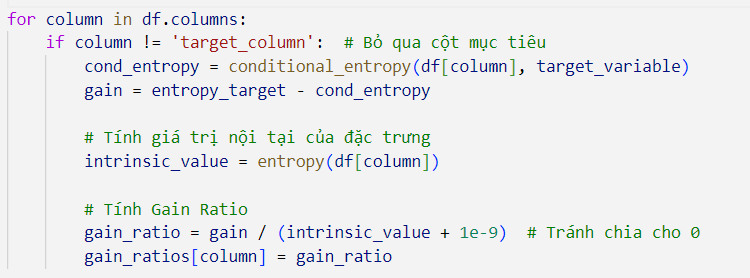 for column in df.columns:
    if column != 'target_column':  # Bỏ qua cột mục tiêu
        cond_entropy = conditional_entropy(df[column], target_variable)
        gain = entropy_target - cond_entropy

        # Tính giá trị nội tại của đặc trưng
        intrinsic_value = entropy(df[column])

        # Tính Gain Ratio
        gain_ratio = gain / (intrinsic_value + 1e-9)  # Tránh chia cho 0
        gain_ratios[column] = gain_ratio